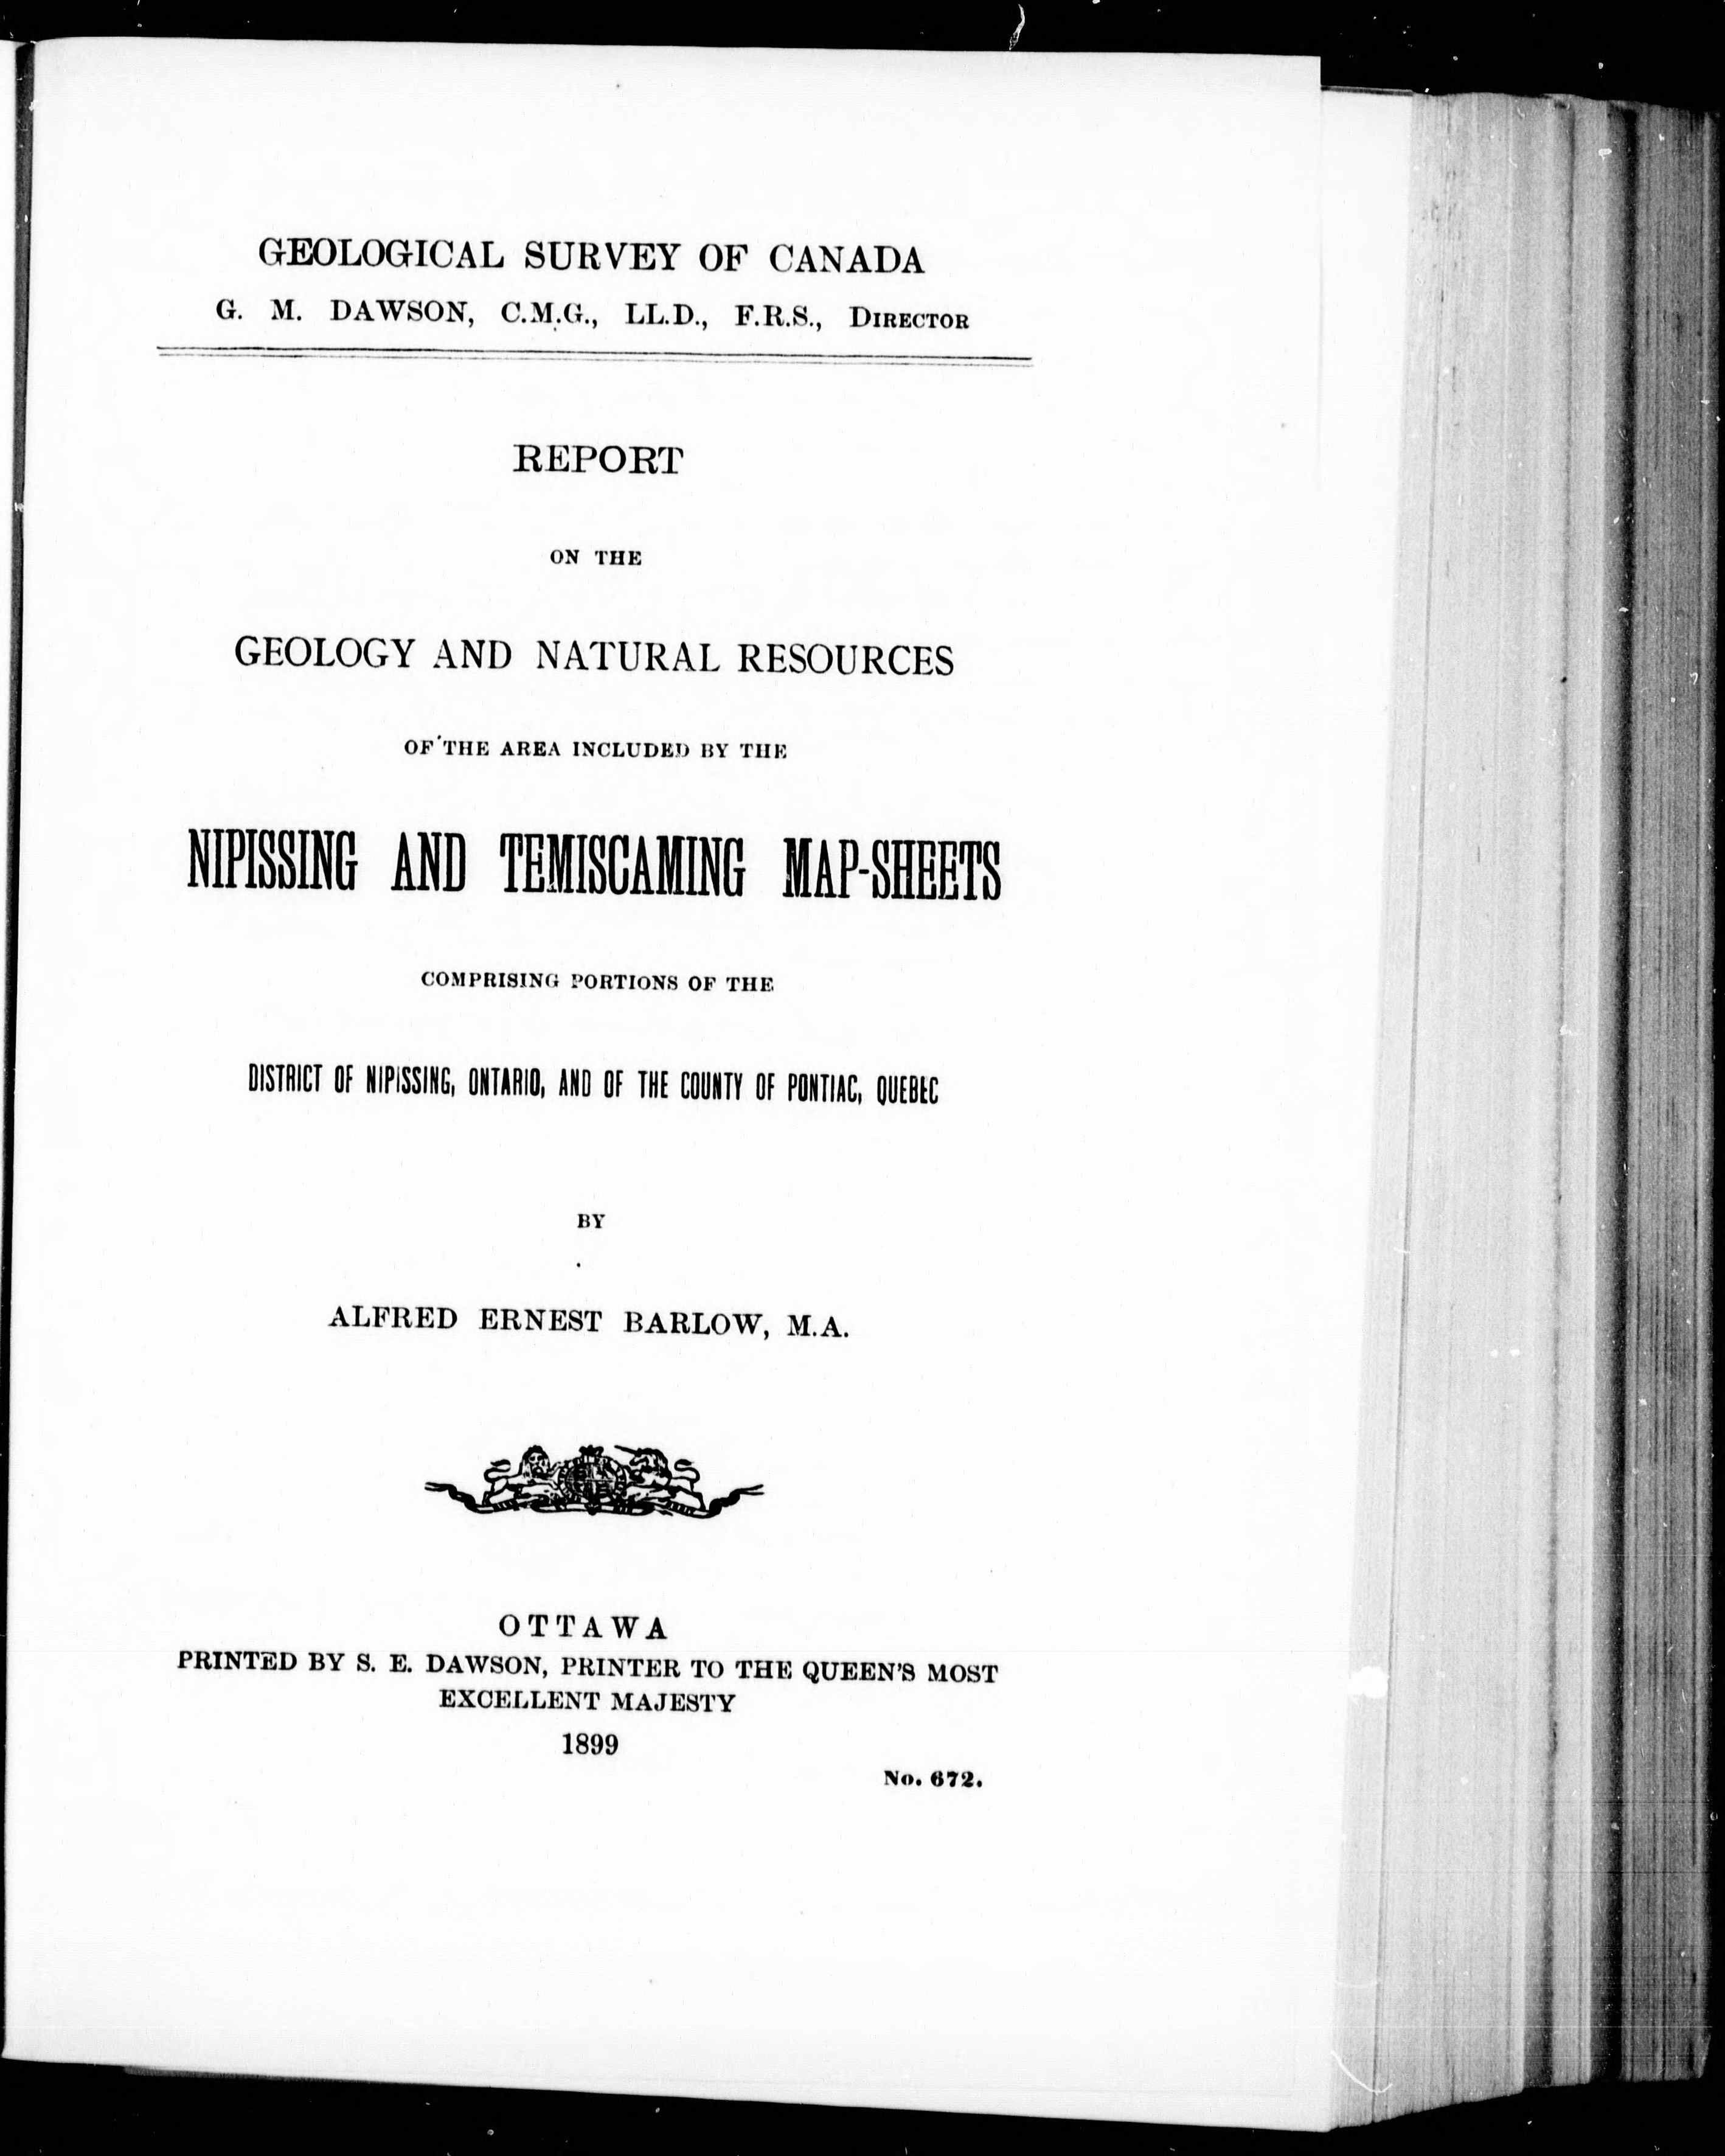 GEOLOGICAL SURVEY OF CANADA
G. M. DAWSON, C.M.G., LL.D., F.R.S., DIRECTOR
REPORT
ON THE
GEOLOGY AND NATURAL RESOURCES
OF THE AREA INCLUDED BY THE
NIPISSING AND TEMISCAMING MAP-SHEETS
COMPRISING PORTIONS OF THE
DISTRICT OF NIPISSING, ONTARIO, AND OF THE COUNTY OF PONTIAC, QUEBEC
BY
ALFRED ERNEST BARLOW, M.A.
OTTAWA
PRINTED BY S. E. DAWSON, PRINTER TO THE QUEEN'S MOST
EXCELLENT MAJESTY
1899
No. 672.